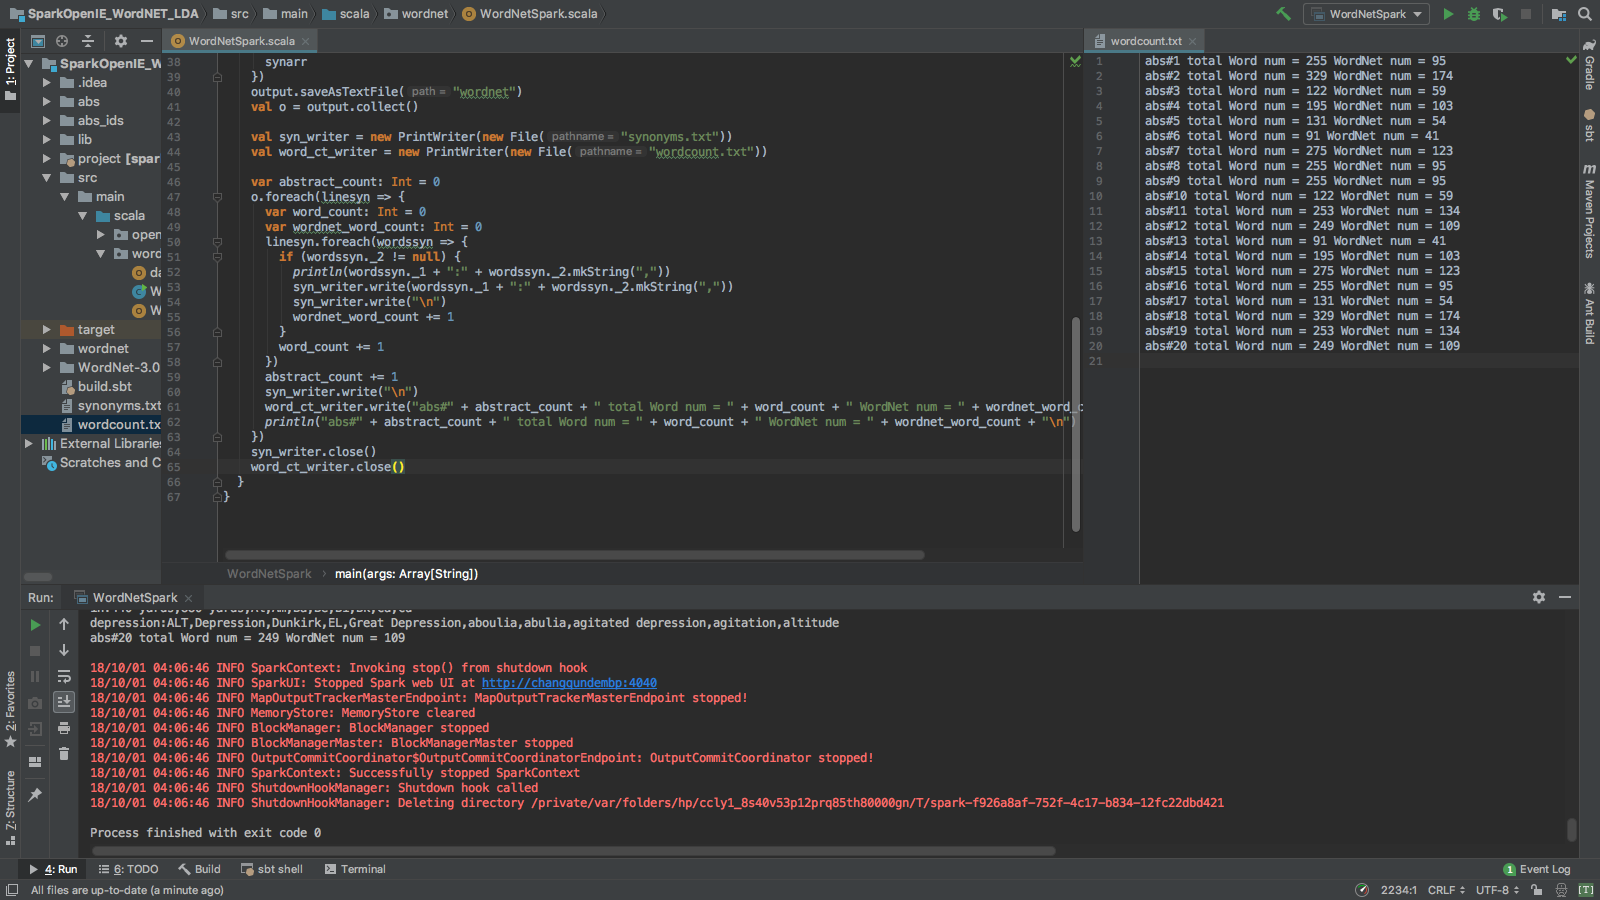 SparkOpenIE_WordNET_LDA
src
main
scala
wordnet
WordNetSpark.scala
WordNetSpark
1: Project
WordNetSpark.scala
wordcount.txt
SparkOpenIE_W
.idea
abs
abs_ids
lib
project [spar
src
main
scala
open
word
da
W
W
target
wordnet
WordNet-3.0
build.sbt
synonyms.txt
wordcount.tx
External Libraries
Scratches and C
38 synarr
39 })
40 output.saveAsTextFile( path = "wordnet")
41 val o = output.collect()
42
43 val syn_writer = new PrintWriter(new File( pathname = "synonyms.txt"))
44 val word_ct_writer = new PrintWriter(new File( pathname = "wordcount.txt"))
45
46 var abstract_count: Int = 0
47 o.foreach(linesyn => {
48 var word_count: Int = 0
49 var wordnet_word_count: Int = 0
50 linesyn.foreach(wordssyn => {
51 if (wordssyn._2 != null) {
52 println(wordssyn._1 + ":" + wordssyn._2.mkString(","))
53 syn_writer.write(wordssyn._1 + ":" + wordssyn._2.mkString(","))
54 syn_writer.write("\n")
55 wordnet_word_count += 1
56 }
57 word_count += 1
58 })
59 abstract_count += 1
60 syn_writer.write("\n")
61 word_ct_writer.write("abs#" + abstract_count + " total Word num = " + word_count + " WordNet num = " + wordnet_word_c
62 println("abs#" + abstract_count + " total Word num = " + word_count + " WordNet num = " + wordnet_word_count + "\n")
63 })
64 syn_writer.close()
65 word_ct_writer.close()
66 }
67 }
WordNetSpark
main(args: Array[String])
1 abs#1 total Word num = 255 WordNet num = 95
2 abs#2 total Word num = 329 WordNet num = 174
3 abs#3 total Word num = 122 WordNet num = 59
4 abs#4 total Word num = 195 WordNet num = 103
5 abs#5 total Word num = 131 WordNet num = 54
6 abs#6 total Word num = 91 WordNet num = 41
7 abs#7 total Word num = 275 WordNet num = 123
8 abs#8 total Word num = 255 WordNet num = 95
9 abs#9 total Word num = 255 WordNet num = 95
10 abs#10 total Word num = 122 WordNet num = 59
11 abs#11 total Word num = 253 WordNet num = 134
12 abs#12 total Word num = 249 WordNet num = 109
13 abs#13 total Word num = 91 WordNet num = 41
14 abs#14 total Word num = 195 WordNet num = 103
15 abs#15 total Word num = 275 WordNet num = 123
16 abs#16 total Word num = 255 WordNet num = 95
17 abs#17 total Word num = 131 WordNet num = 54
18 abs#18 total Word num = 329 WordNet num = 174
19 abs#19 total Word num = 253 WordNet num = 134
20 abs#20 total Word num = 249 WordNet num = 109
21
Gradle
sbt
Maven Projects
Ant Build
Run:
WordNetSpark
depression:ALT,Depression,Dunkirk,EL,Great Depression,aboulia,abulia,agitated depression,agitation,altitude
abs#20 total Word num = 249 WordNet num = 109
18/10/01 04:06:46 INFO SparkContext: Invoking stop() from shutdown hook
18/10/01 04:06:46 INFO SparkUI: Stopped Spark web UI at http://changqundembp:4040
18/10/01 04:06:46 INFO MapOutputTrackerMasterEndpoint: MapOutputTrackerMasterEndpoint stopped!
18/10/01 04:06:46 INFO MemoryStore: MemoryStore cleared
18/10/01 04:06:46 INFO BlockManager: BlockManager stopped
18/10/01 04:06:46 INFO BlockManagerMaster: BlockManagerMaster stopped
18/10/01 04:06:46 INFO OutputCommitCoordinator$OutputCommitCoordinatorEndpoint: OutputCommitCoordinator stopped!
18/10/01 04:06:46 INFO SparkContext: Successfully stopped SparkContext
18/10/01 04:06:46 INFO ShutdownHookManager: Shutdown hook called
18/10/01 04:06:46 INFO ShutdownHookManager: Deleting directory /private/var/folders/hp/ccly1_8s40v53p12prq85th80000gn/T/spark-f926a8af-752f-4c17-b834-12fc22dbd421
Process finished with exit code 0
2: Favorites
7: Structure
4: Run
6: TODO
Build
sbt shell
Terminal
1 Event Log
All files are up-to-date (a minute ago)
2234:1
CRLF
UTF-8
[T]